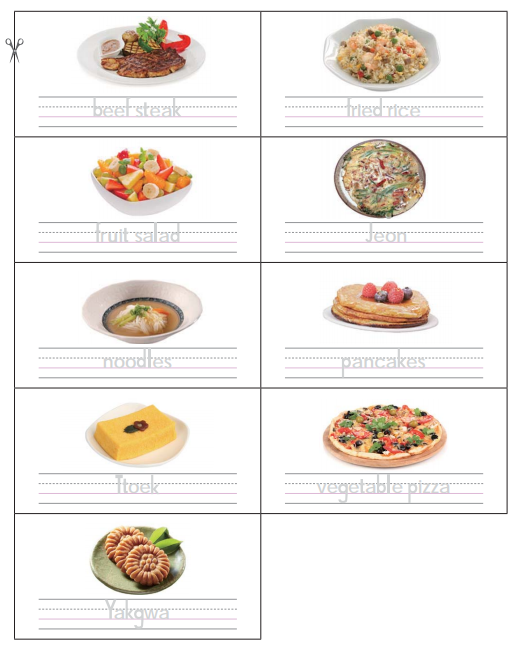 beef steak
fried rice
fruit salad
Jeon
noodles
pancakes
Ttoek
vegetable pizza
Yakgwa